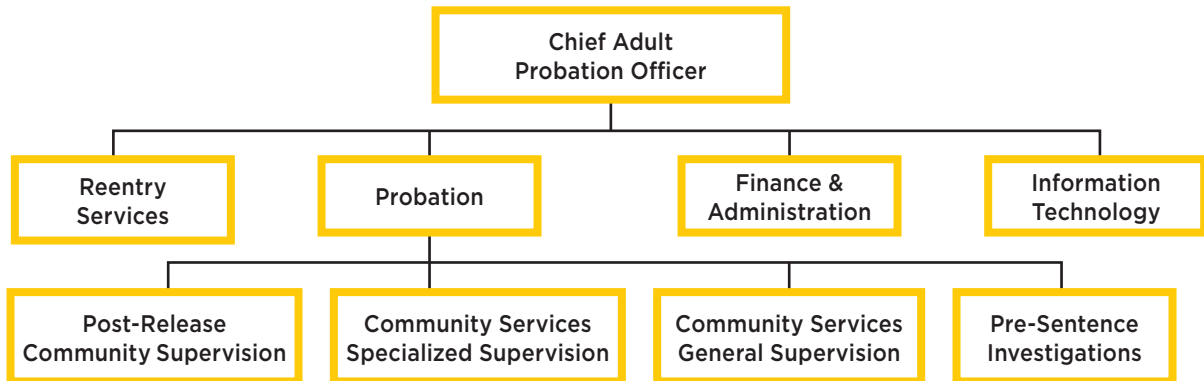 Chief Adult
Probation Officer
Reentry
Services
Probation
Finance &
Administration
Information
Technology
Post-Release
Community Supervision
Community Services
Specialized Supervision
Community Services
General Supervision
Pre-Sentence
Investigations